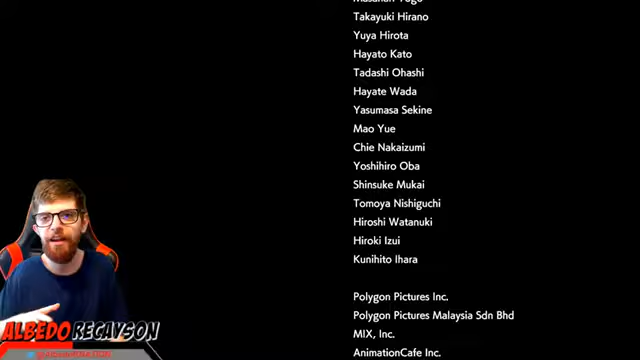 Takayuki Hirano
Yuya Hirota
Hayato Kato
Tadashi Ohashi
Hayate Wada
Yasumasa Sekine
Mao Yue
Chie Nakaizumi
Yoshihiro Oba
Shinsuke Mukai
Tomoya Nishiguchi
Hiroshi Watanuki
Hiroki Izui
Kunihito Ihara
Polygon Pictures Inc.
Polygon Pictures Malaysia Sdn Bhd
MIX, Inc.
AnimationCafe Inc.
ALBEDO RECAYSON